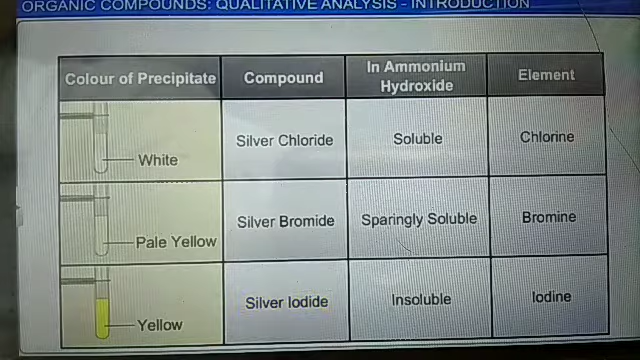 ORGANIC COMPOUNDS: QUALITATIVE ANALYSIS - INTRODUCTION
Colour of Precipitate Compound In Ammonium Hydroxide Element
White Silver Chloride Soluble Chlorine
Pale Yellow Silver Bromide Sparingly Soluble Bromine
Yellow Silver Iodide Insoluble Iodine